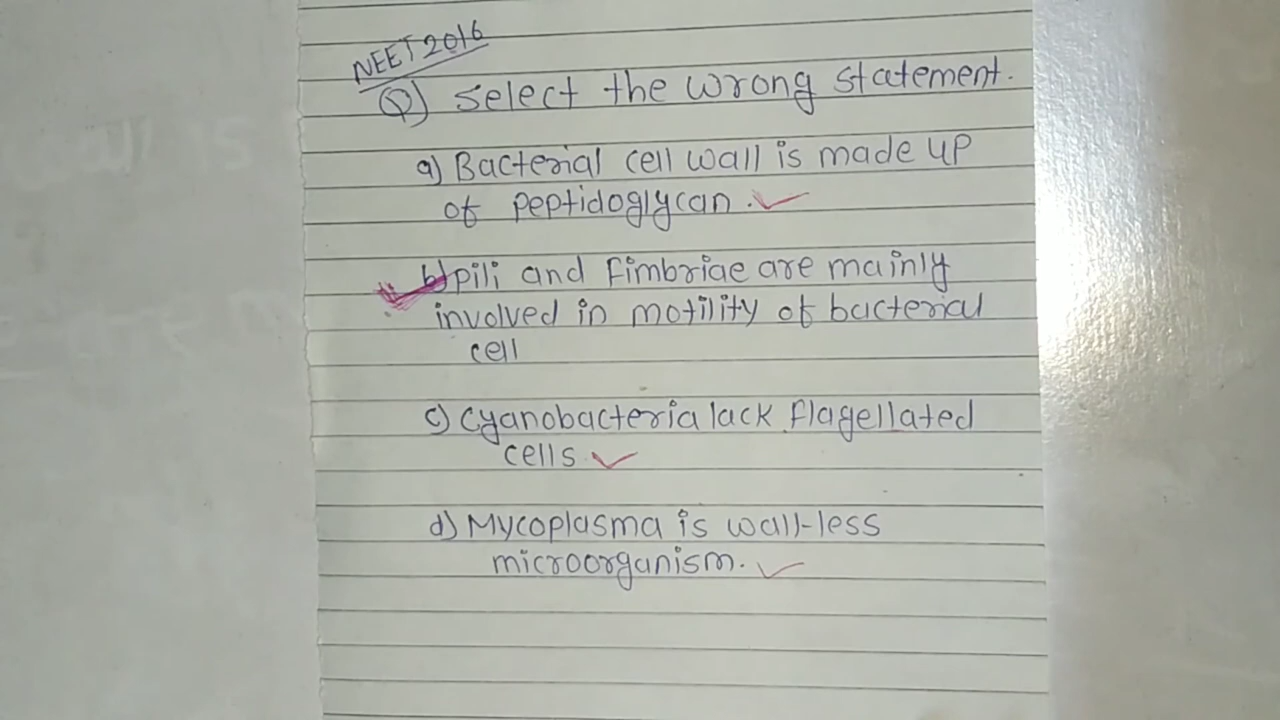 NEET 2016
Q) Select the wrong statement.
a) Bacterial cell wall is made up
of peptidoglycan.
b) pili and fimbriae are mainly
involved in motility of bacterial
cell
c) cyanobacteria lack flagellated
cells
d) Mycoplasma is wall-less
microorganism.